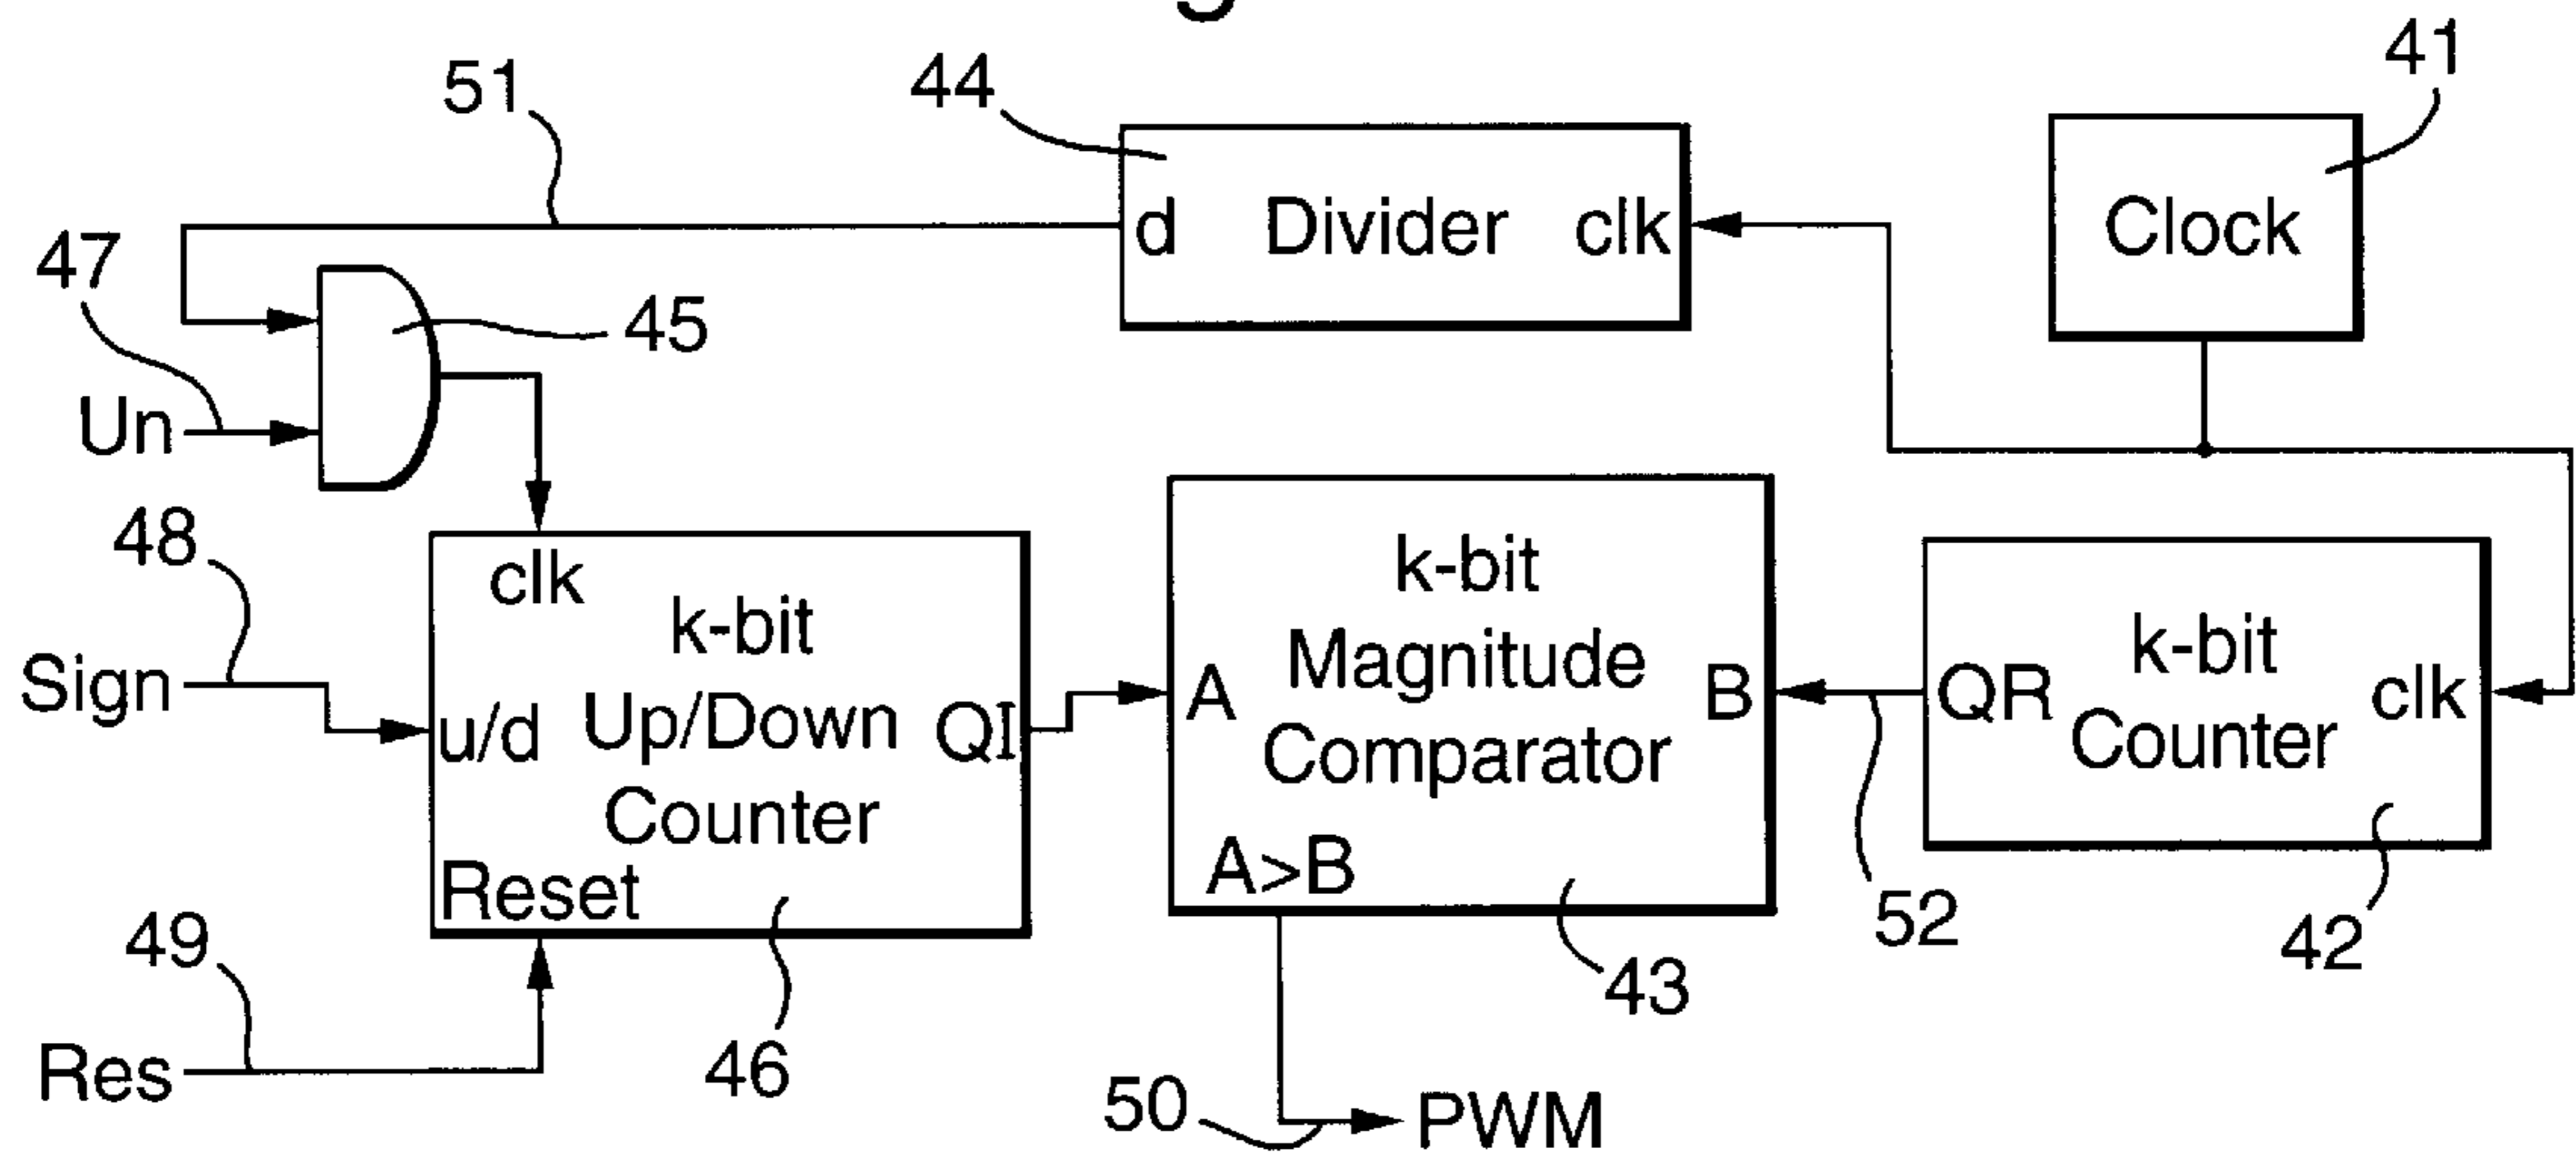 41
44
51
d Divider clk
Clock
47
45
Un
48
clk
k-bit
Up/Down
Counter
u/d
QI
Reset
Sign
k-bit
Magnitude
Comparator
A
B
A>B
QR
k-bit
Counter
clk
52
42
43
49
46
Res
50
PWM